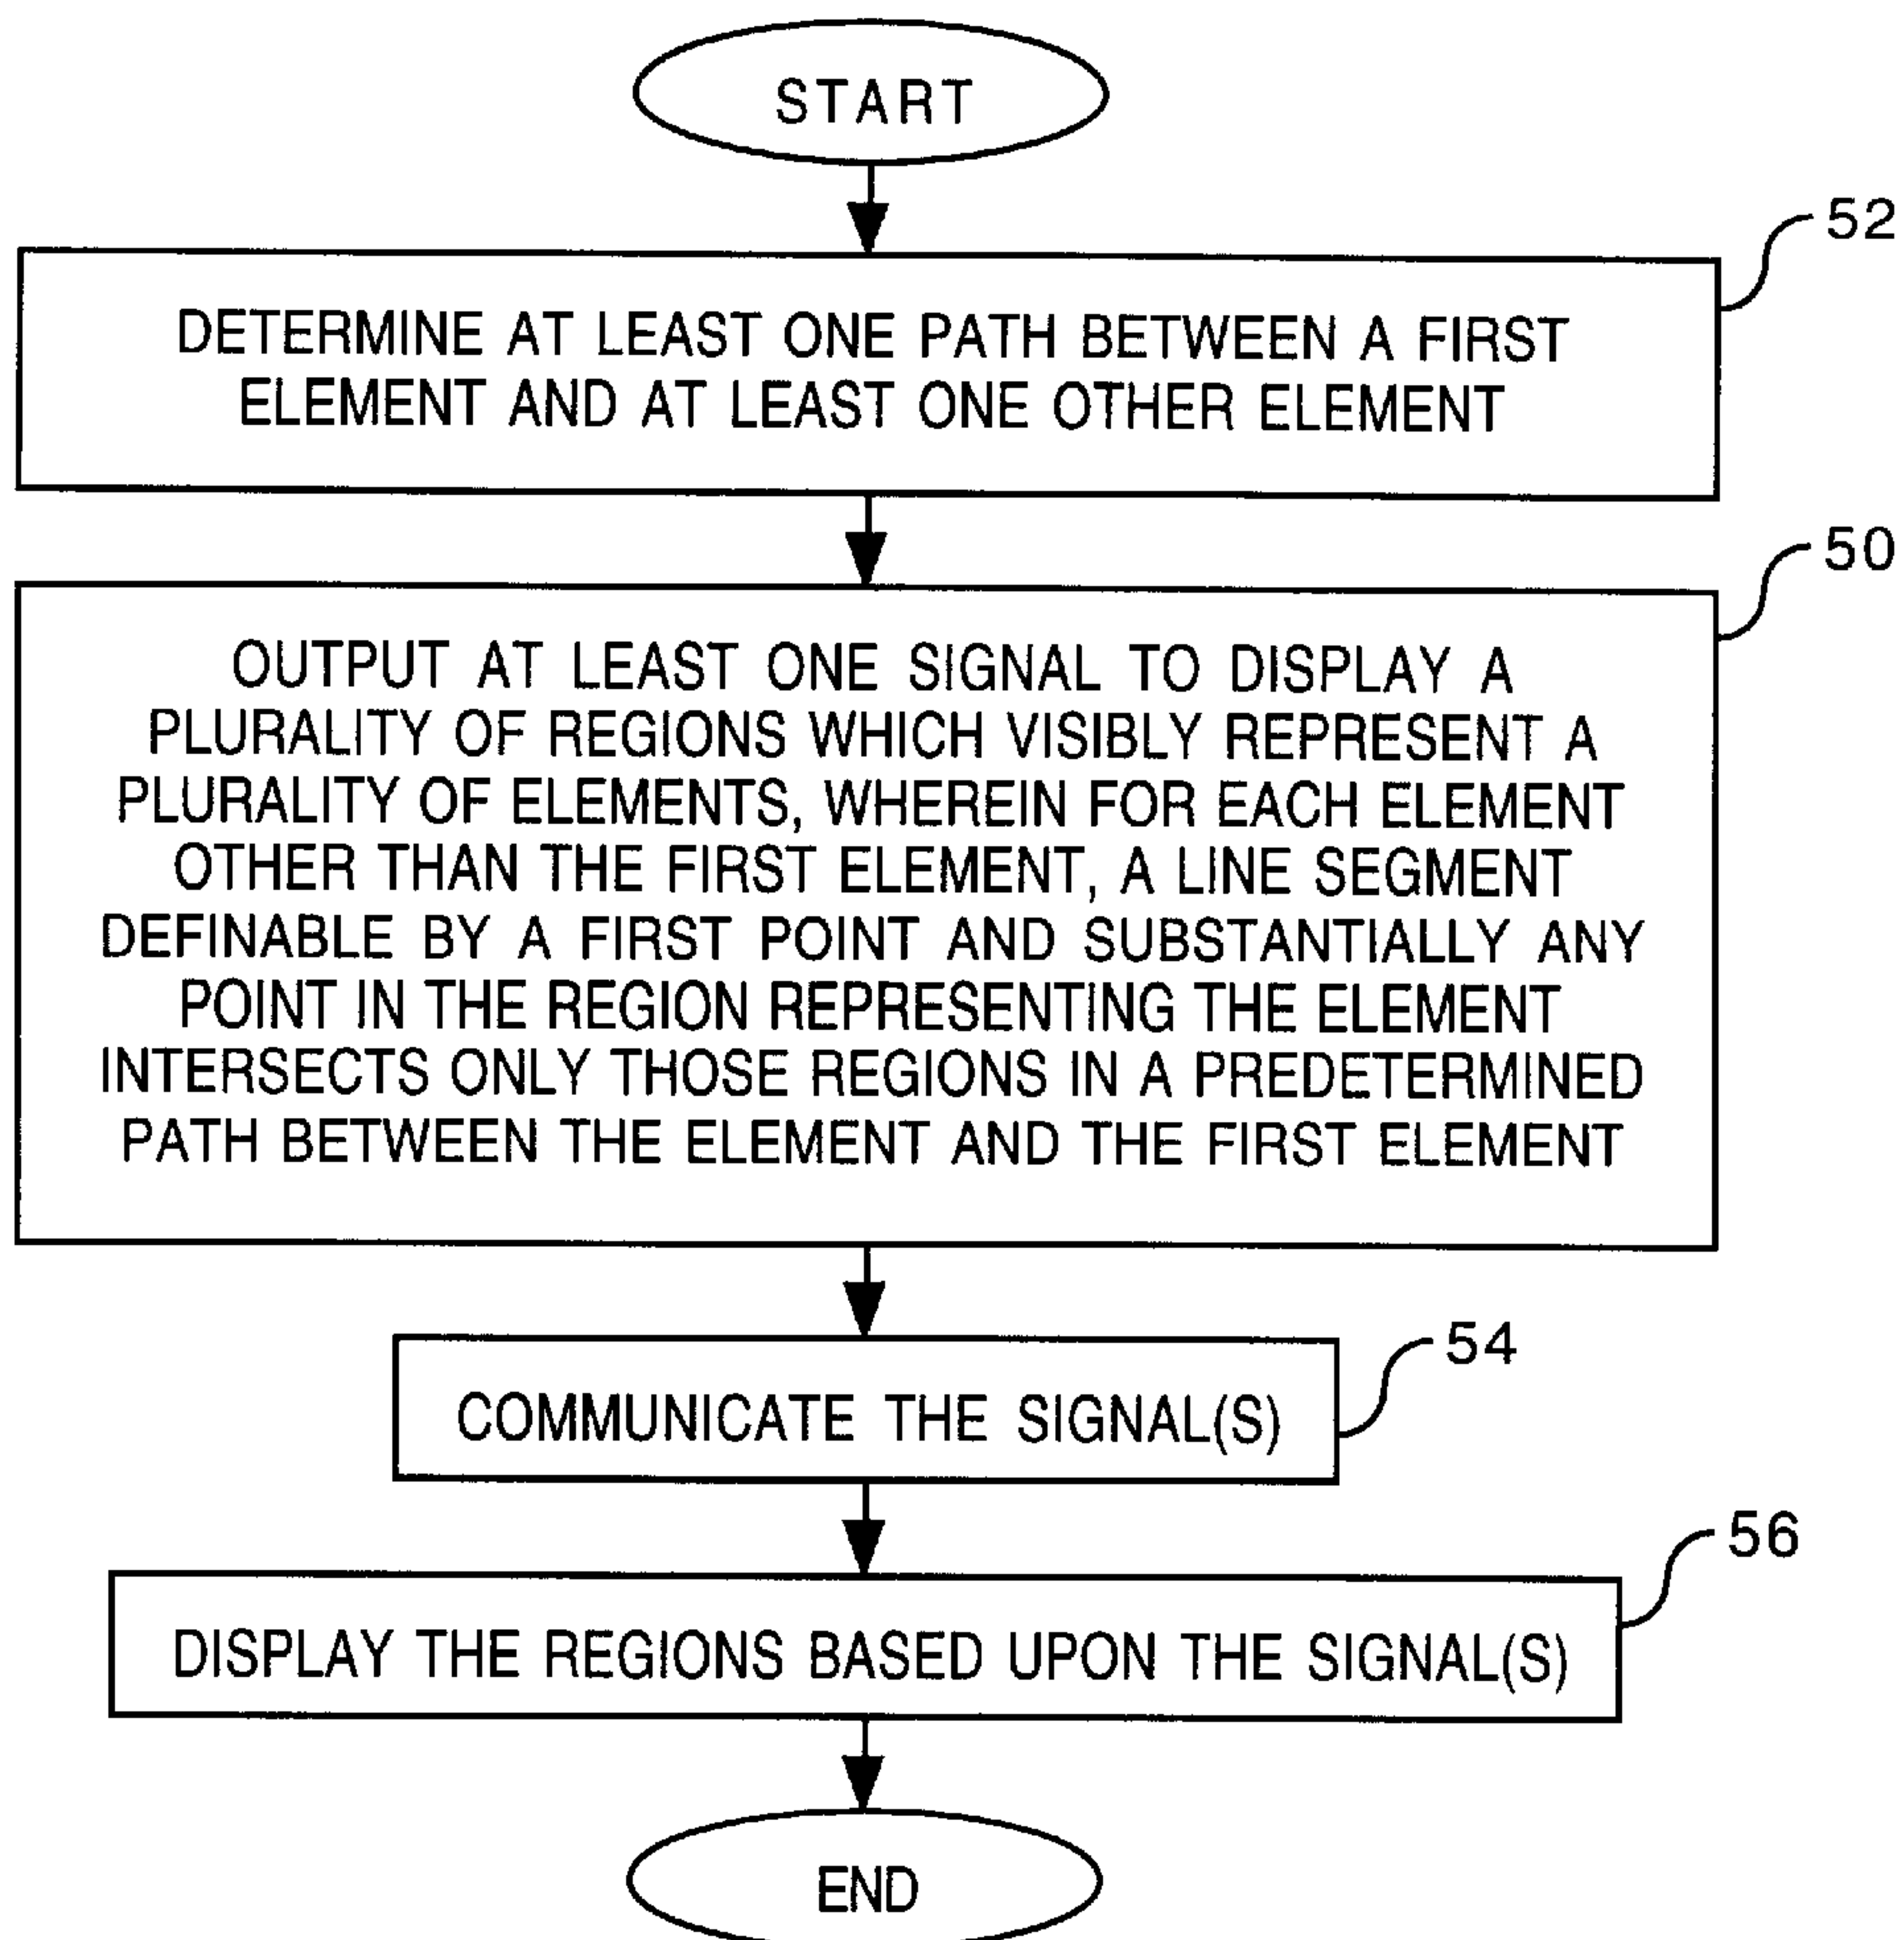 START
52
DETERMINE AT LEAST ONE PATH BETWEEN A FIRST
ELEMENT AND AT LEAST ONE OTHER ELEMENT
50
OUTPUT AT LEAST ONE SIGNAL TO DISPLAY A
PLURALITY OF REGIONS WHICH VISIBLY REPRESENT A
PLURALITY OF ELEMENTS, WHEREIN FOR EACH ELEMENT
OTHER THAN THE FIRST ELEMENT, A LINE SEGMENT
DEFINABLE BY A FIRST POINT AND SUBSTANTIALLY ANY
POINT IN THE REGION REPRESENTING THE ELEMENT
INTERSECTS ONLY THOSE REGIONS IN A PREDETERMINED
PATH BETWEEN THE ELEMENT AND THE FIRST ELEMENT
54
COMMUNICATE THE SIGNAL(S)
56
DISPLAY THE REGIONS BASED UPON THE SIGNAL(S)
END